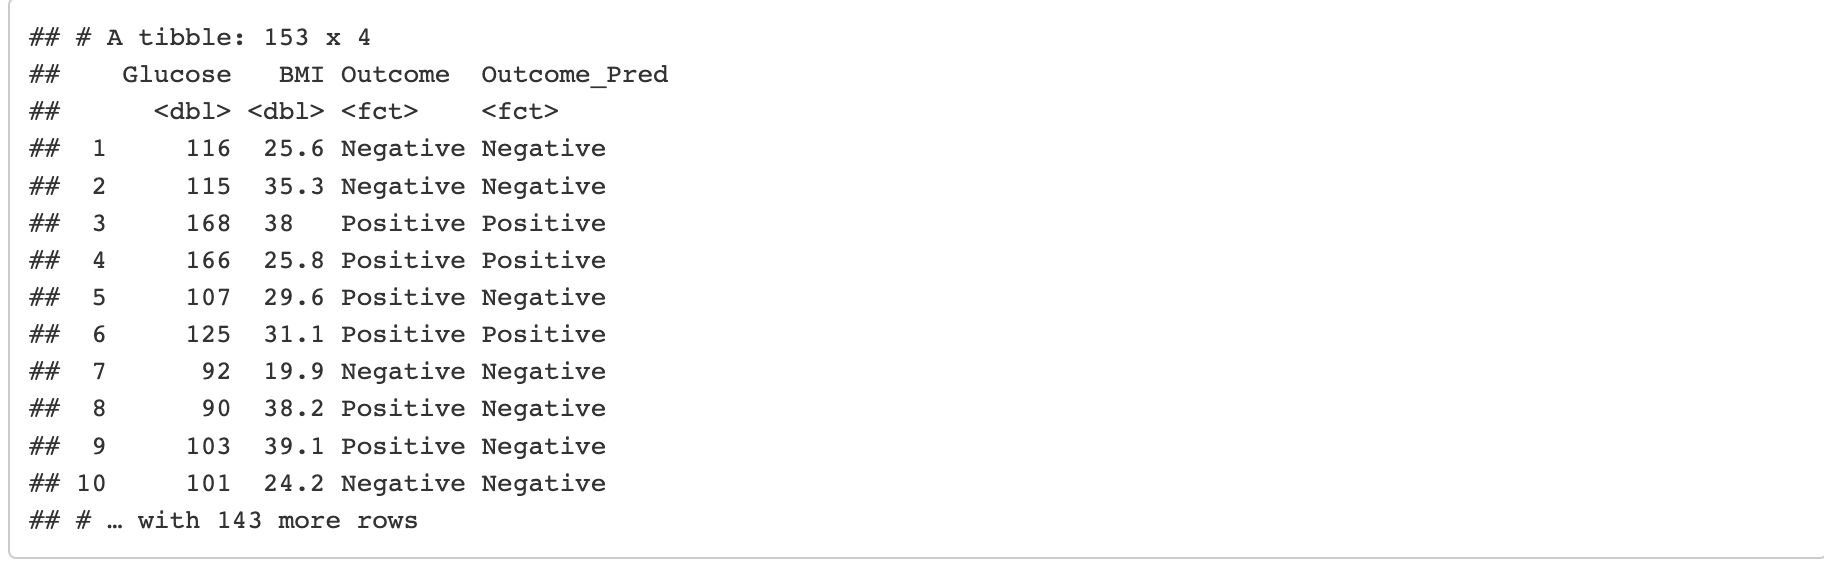 ## # A tibble: 153 x 4
##    Glucose   BMI Outcome  Outcome_Pred
##      <dbl> <dbl> <fct>    <fct>
##  1     116  25.6 Negative Negative
##  2     115  35.3 Negative Negative
##  3     168  38   Positive Positive
##  4     166  25.8 Positive Positive
##  5     107  29.6 Positive Negative
##  6     125  31.1 Positive Positive
##  7      92  19.9 Negative Negative
##  8      90  38.2 Positive Negative
##  9     103  39.1 Positive Negative
## 10     101  24.2 Negative Negative
## # … with 143 more rows